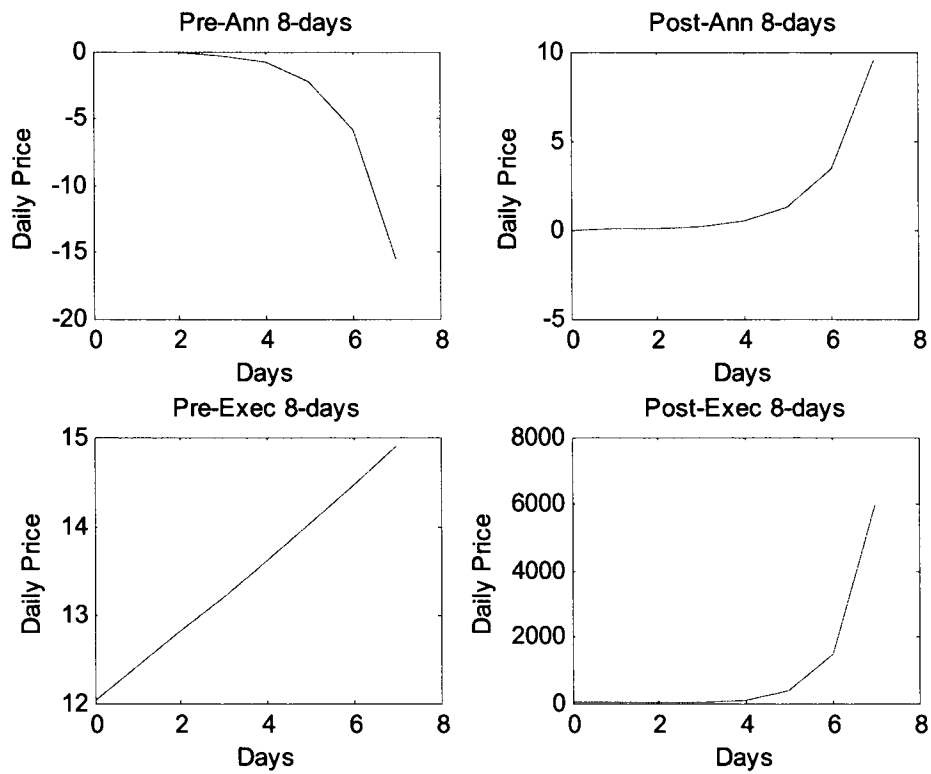 Pre-Ann 8-days
Daily Price
0
-5
-10
-15
-20
0 2 4 6 8
Days
Post-Ann 8-days
Daily Price
10
5
0
-5
0 2 4 6 8
Days
Pre-Exec 8-days
Daily Price
15
14
13
12
0 2 4 6 8
Days
Post-Exec 8-days
Daily Price
8000
6000
4000
2000
0
0 2 4 6 8
Days